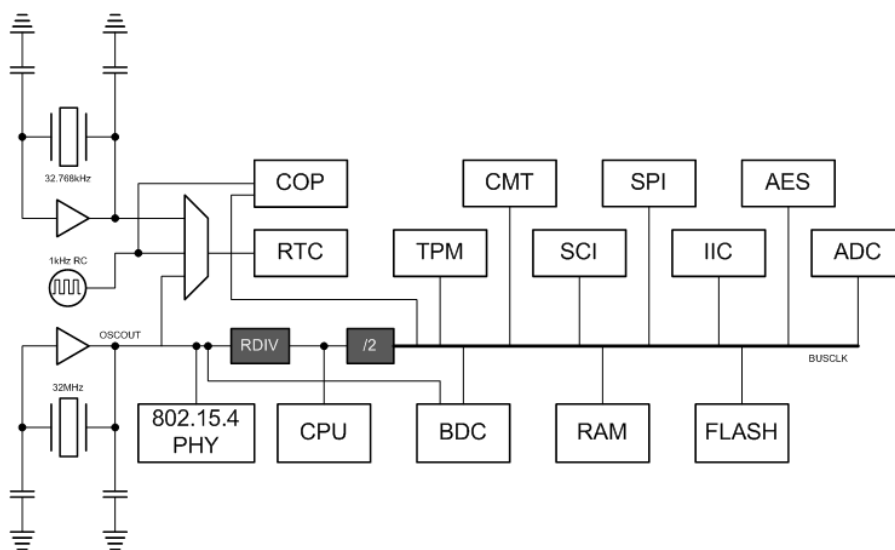 32.768kHz
COP
CMT
SPI
AES
1kHz RC
RTC
TPM
SCI
IIC
ADC
OSCOUT
RDIV
/2
BUSCLK
32MHz
802.15.4
PHY
CPU
BDC
RAM
FLASH